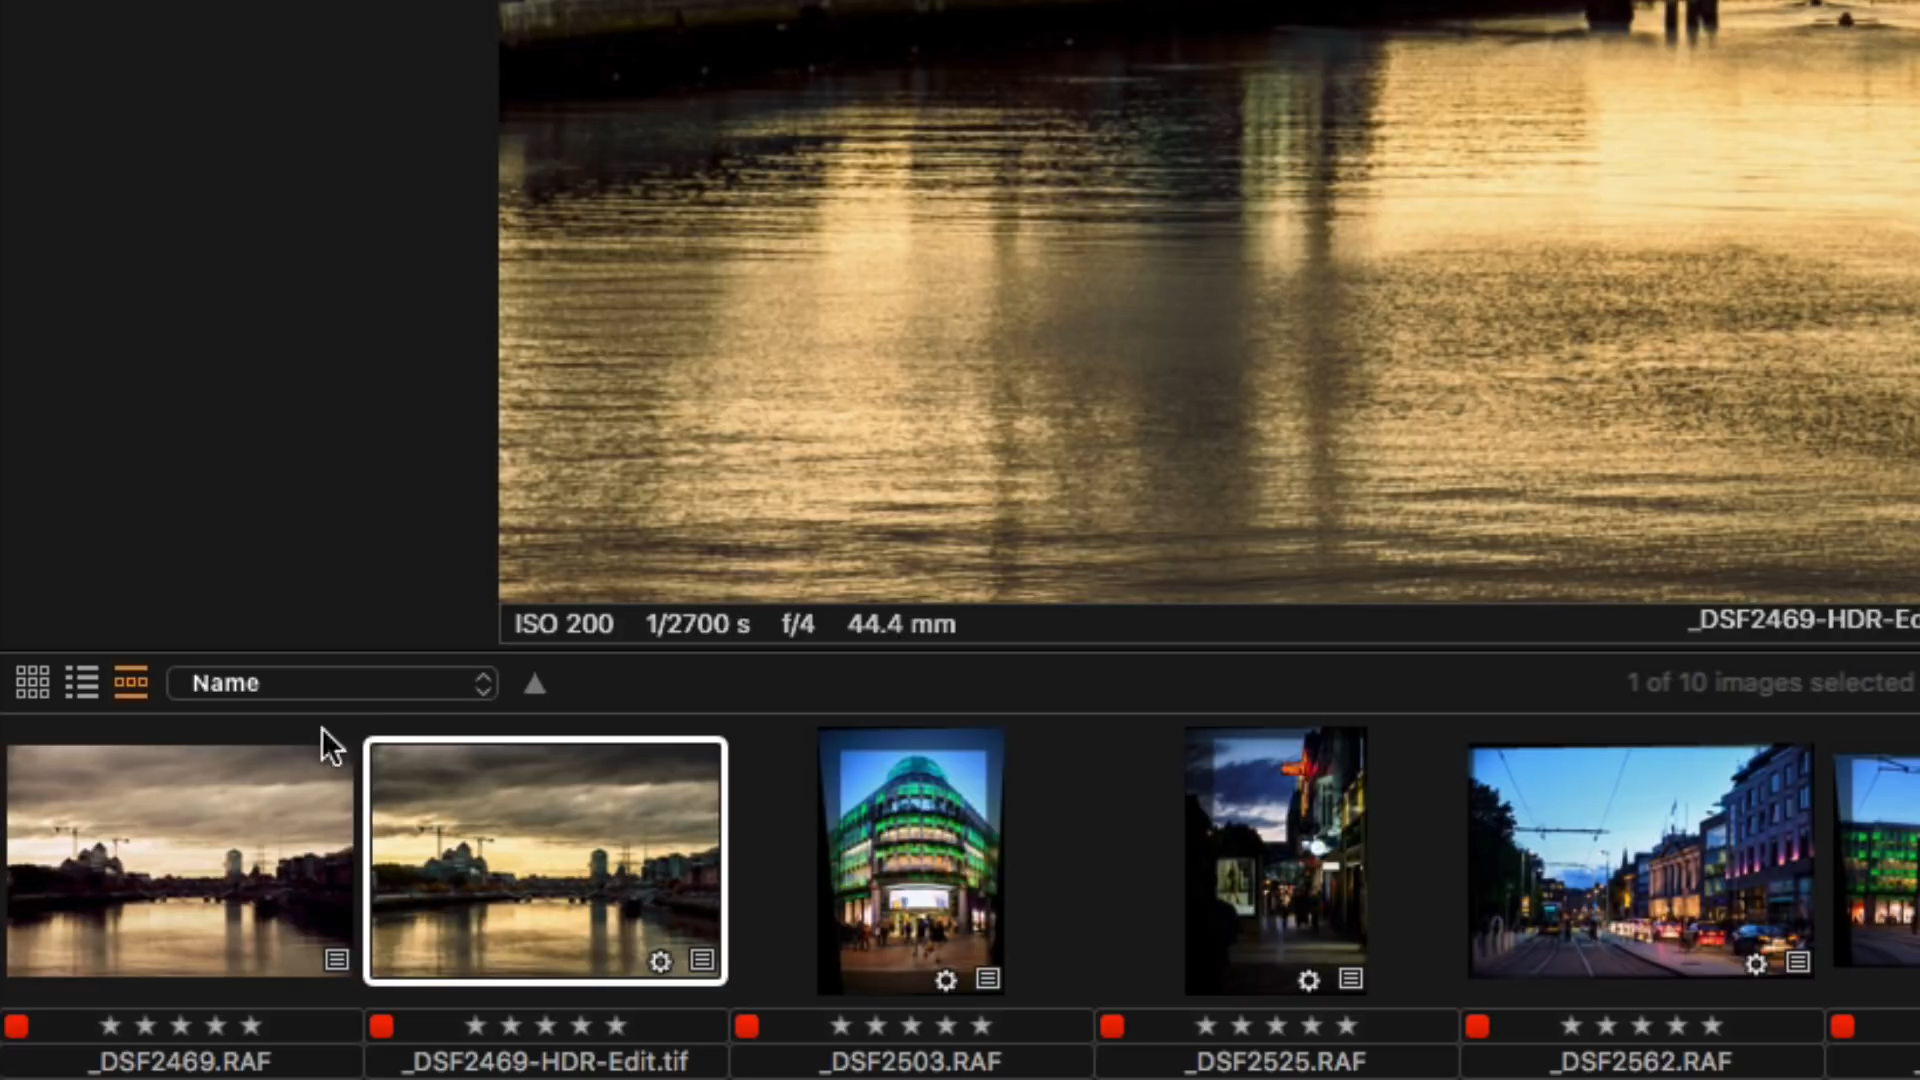 ISO 200 1/2700 s f/4 44.4 mm
_DSF2469-HDR-Ed
Name
1 of 10 images selected
_DSF2469.RAF
_DSF2469-HDR-Edit.tif
_DSF2503.RAF
_DSF2525.RAF
_DSF2562.RAF